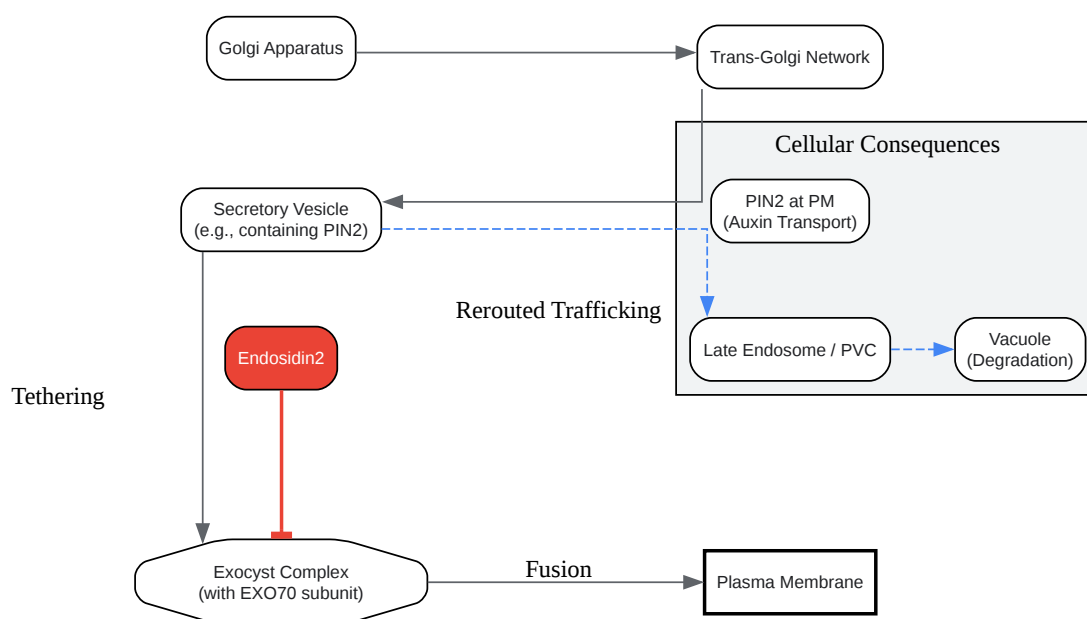 Golgi Apparatus
Trans-Golgi Network
Cellular Consequences
Secretory Vesicle
(e.g., containing PIN2)
PIN2 at PM
(Auxin Transport)
Rerouted Trafficking
Endosidin2
Late Endosome / PVC
Vacuole
(Degradation)
Tethering
Exocyst Complex
(with EXO70 subunit)
Fusion
Plasma Membrane